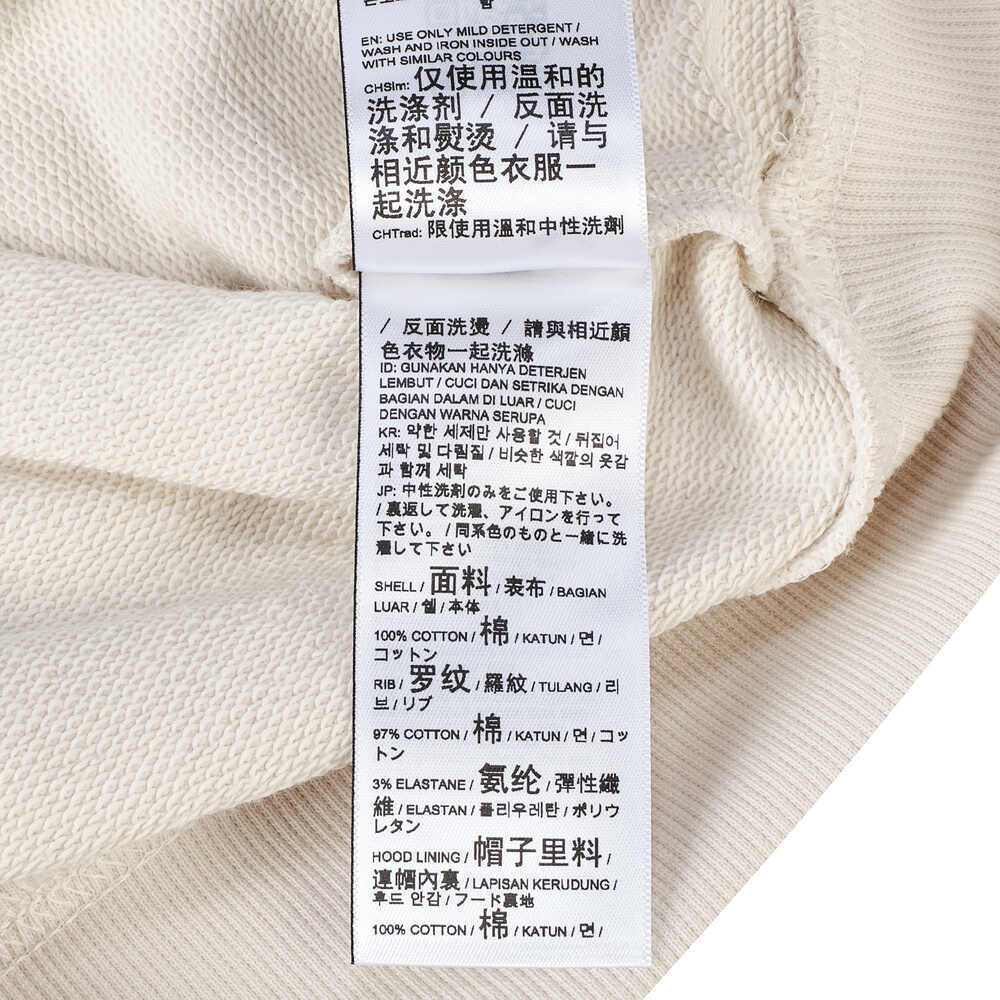 EN: USE ONLY MILD DETERGENT /
WASH AND IRON INSIDE OUT / WASH
WITH SIMILAR COLOURS
CHSIm: 仅使用温和的
洗涤剂 / 反面洗
涤和熨烫 / 请与
相近颜色衣服一
起洗涤
CHTrad: 限使用溫和中性洗劑
/ 反面洗燙 / 請與相近顏
色衣物一起洗滌
ID: GUNAKAN HANYA DETERJEN
LEMBUT / CUCI DAN SETRIKA DENGAN
BAGIAN DALAM DI LUAR / CUCI
DENGAN WARNA SERUPA
KR: 약한 세제만 사용할 것 / 뒤집어
세탁 및 다림질 / 비슷한 색깔의 옷감
과 함께 세탁
JP: 中性洗剤のみをご使用下さい。
/ 裏返して洗濯、アイロンを行って
下さい。 / 同系色のものと一緒に洗
濯して下さい
SHELL / 面料 / 表布 / BAGIAN
LUAR / 쉘 / 本体
100% COTTON / 棉 / KATUN / 면 /
コットン
RIB / 罗纹 / 羅紋 / TULANG / 리
브 / リブ
97% COTTON / 棉 / KATUN / 면 / コッ
トン
3% ELASTANE / 氨纶 / 彈性纖
維 / ELASTAN / 폴리우레탄 / ポリウ
レタン
HOOD LINING / 帽子里料 /
連帽內裏 / LAPISAN KERUDUNG /
후드 안감 / フード裏地
100% COTTON / 棉 / KATUN / 면 /